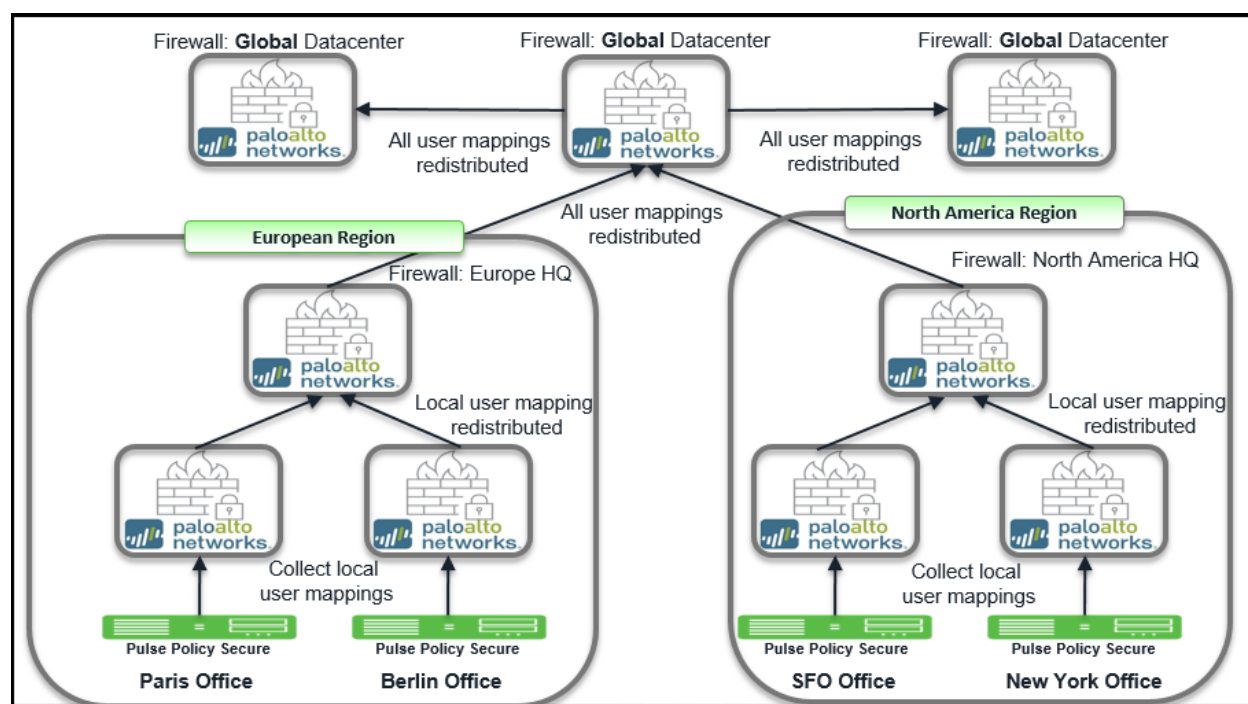 Firewall: Global Datacenter
Firewall: Global Datacenter
Firewall: Global Datacenter
paloalto
networks.
paloalto
networks.
paloalto
networks.
All user mappings
redistributed
All user mappings
redistributed
All user mappings
redistributed
European Region
North America Region
Firewall: Europe HQ
Firewall: North America HQ
paloalto
networks.
paloalto
networks.
Local user mapping
redistributed
Local user mapping
redistributed
paloalto
networks.
paloalto
networks.
paloalto
networks.
paloalto
networks.
Collect local
user mappings
Collect local
user mappings
Pulse Policy Secure
Pulse Policy Secure
Pulse Policy Secure
Pulse Policy Secure
Paris Office
Berlin Office
SFO Office
New York Office